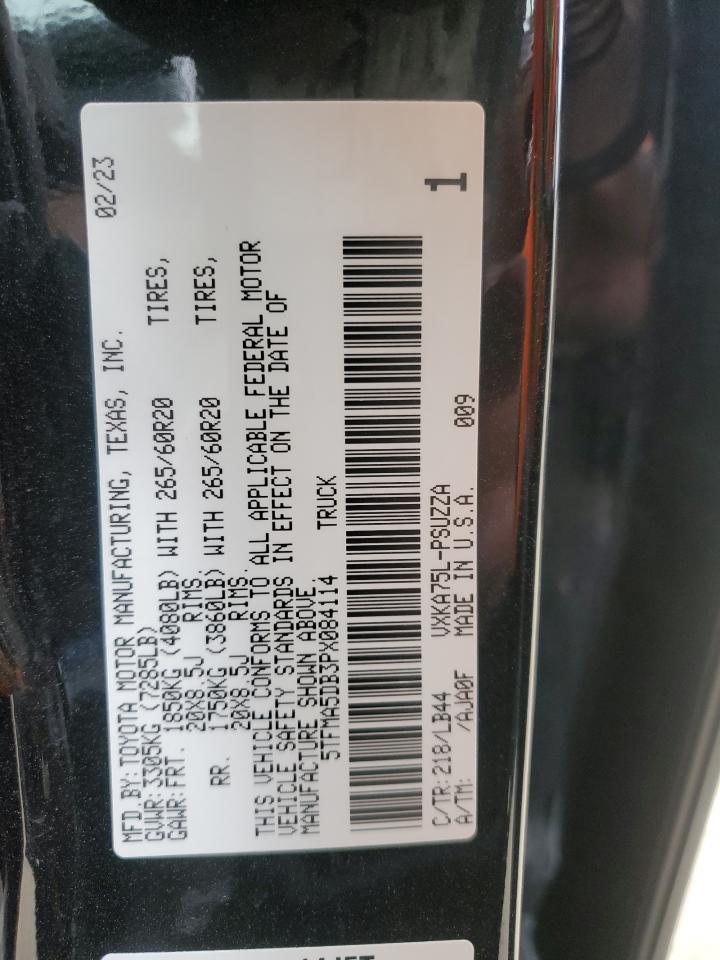 MFD.BY:TOYOTA MOTOR MANUFACTURING, TEXAS, INC. 02/23
GVWR:3305KG (7285LB)
GAWR:FRT. 1850KG (4080LB) WITH 265/60R20 TIRES,
20X8.5J RIMS.
RR. 1750KG (3860LB) WITH 265/60R20 TIRES,
20X8.5J RIMS.
THIS VEHICLE CONFORMS TO ALL APPLICABLE FEDERAL MOTOR
VEHICLE SAFETY STANDARDS IN EFFECT ON THE DATE OF
MANUFACTURE SHOWN ABOVE.
5TFMA5DB3PX084114 TRUCK
C/TR:218/LB44 VXKA75L-PSUZZA 1
A/TM: /AJA0F MADE IN U.S.A. 009